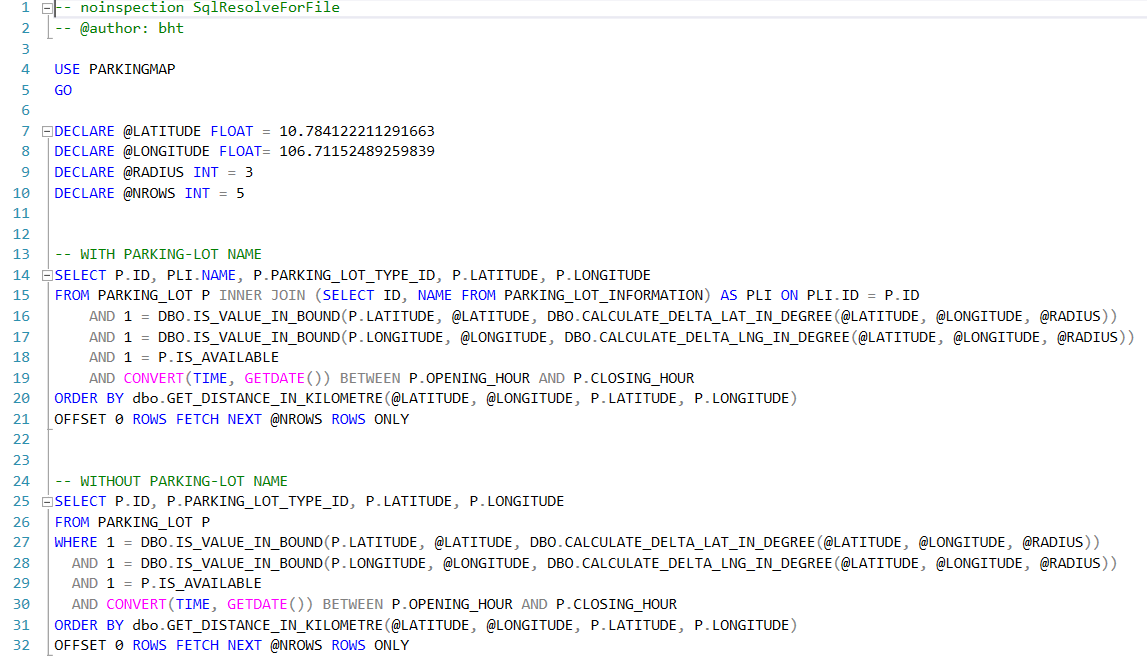 1 -- noinspection SqlResolveForFile
2 -- @author: bht
3
4 USE PARKINGMAP
5 GO
6
7 DECLARE @LATITUDE FLOAT = 10.784122211291663
8 DECLARE @LONGITUDE FLOAT= 106.71152489259839
9 DECLARE @RADIUS INT = 3
10 DECLARE @NROWS INT = 5
11
12
13 -- WITH PARKING-LOT NAME
14 SELECT P.ID, PLI.NAME, P.PARKING_LOT_TYPE_ID, P.LATITUDE, P.LONGITUDE
15 FROM PARKING_LOT P INNER JOIN (SELECT ID, NAME FROM PARKING_LOT_INFORMATION) AS PLI ON PLI.ID = P.ID
16     AND 1 = DBO.IS_VALUE_IN_BOUND(P.LATITUDE, @LATITUDE, DBO.CALCULATE_DELTA_LAT_IN_DEGREE(@LATITUDE, @LONGITUDE, @RADIUS))
17     AND 1 = DBO.IS_VALUE_IN_BOUND(P.LONGITUDE, @LONGITUDE, DBO.CALCULATE_DELTA_LNG_IN_DEGREE(@LATITUDE, @LONGITUDE, @RADIUS))
18     AND 1 = P.IS_AVAILABLE
19     AND CONVERT(TIME, GETDATE()) BETWEEN P.OPENING_HOUR AND P.CLOSING_HOUR
20 ORDER BY dbo.GET_DISTANCE_IN_KILOMETRE(@LATITUDE, @LONGITUDE, P.LATITUDE, P.LONGITUDE)
21 OFFSET 0 ROWS FETCH NEXT @NROWS ROWS ONLY
22
23
24 -- WITHOUT PARKING-LOT NAME
25 SELECT P.ID, P.PARKING_LOT_TYPE_ID, P.LATITUDE, P.LONGITUDE
26 FROM PARKING_LOT P
27 WHERE 1 = DBO.IS_VALUE_IN_BOUND(P.LATITUDE, @LATITUDE, DBO.CALCULATE_DELTA_LAT_IN_DEGREE(@LATITUDE, @LONGITUDE, @RADIUS))
28   AND 1 = DBO.IS_VALUE_IN_BOUND(P.LONGITUDE, @LONGITUDE, DBO.CALCULATE_DELTA_LNG_IN_DEGREE(@LATITUDE, @LONGITUDE, @RADIUS))
29   AND 1 = P.IS_AVAILABLE
30   AND CONVERT(TIME, GETDATE()) BETWEEN P.OPENING_HOUR AND P.CLOSING_HOUR
31 ORDER BY dbo.GET_DISTANCE_IN_KILOMETRE(@LATITUDE, @LONGITUDE, P.LATITUDE, P.LONGITUDE)
32 OFFSET 0 ROWS FETCH NEXT @NROWS ROWS ONLY